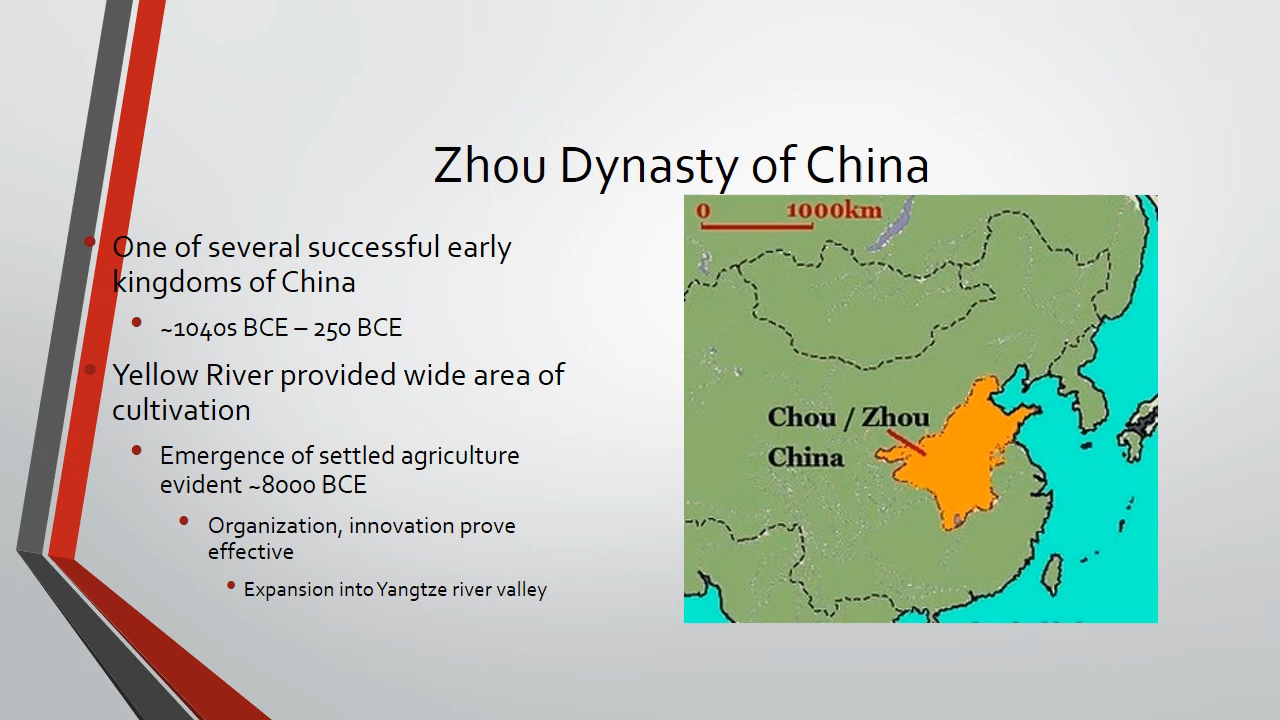 Zhou Dynasty of China
One of several successful early
kingdoms of China
~1040s BCE – 250 BCE
Yellow River provided wide area of
cultivation
Emergence of settled agriculture
evident ~8000 BCE
Organization, innovation prove
effective
Expansion into Yangtze river valley
0 1000km
Chou / Zhou
China